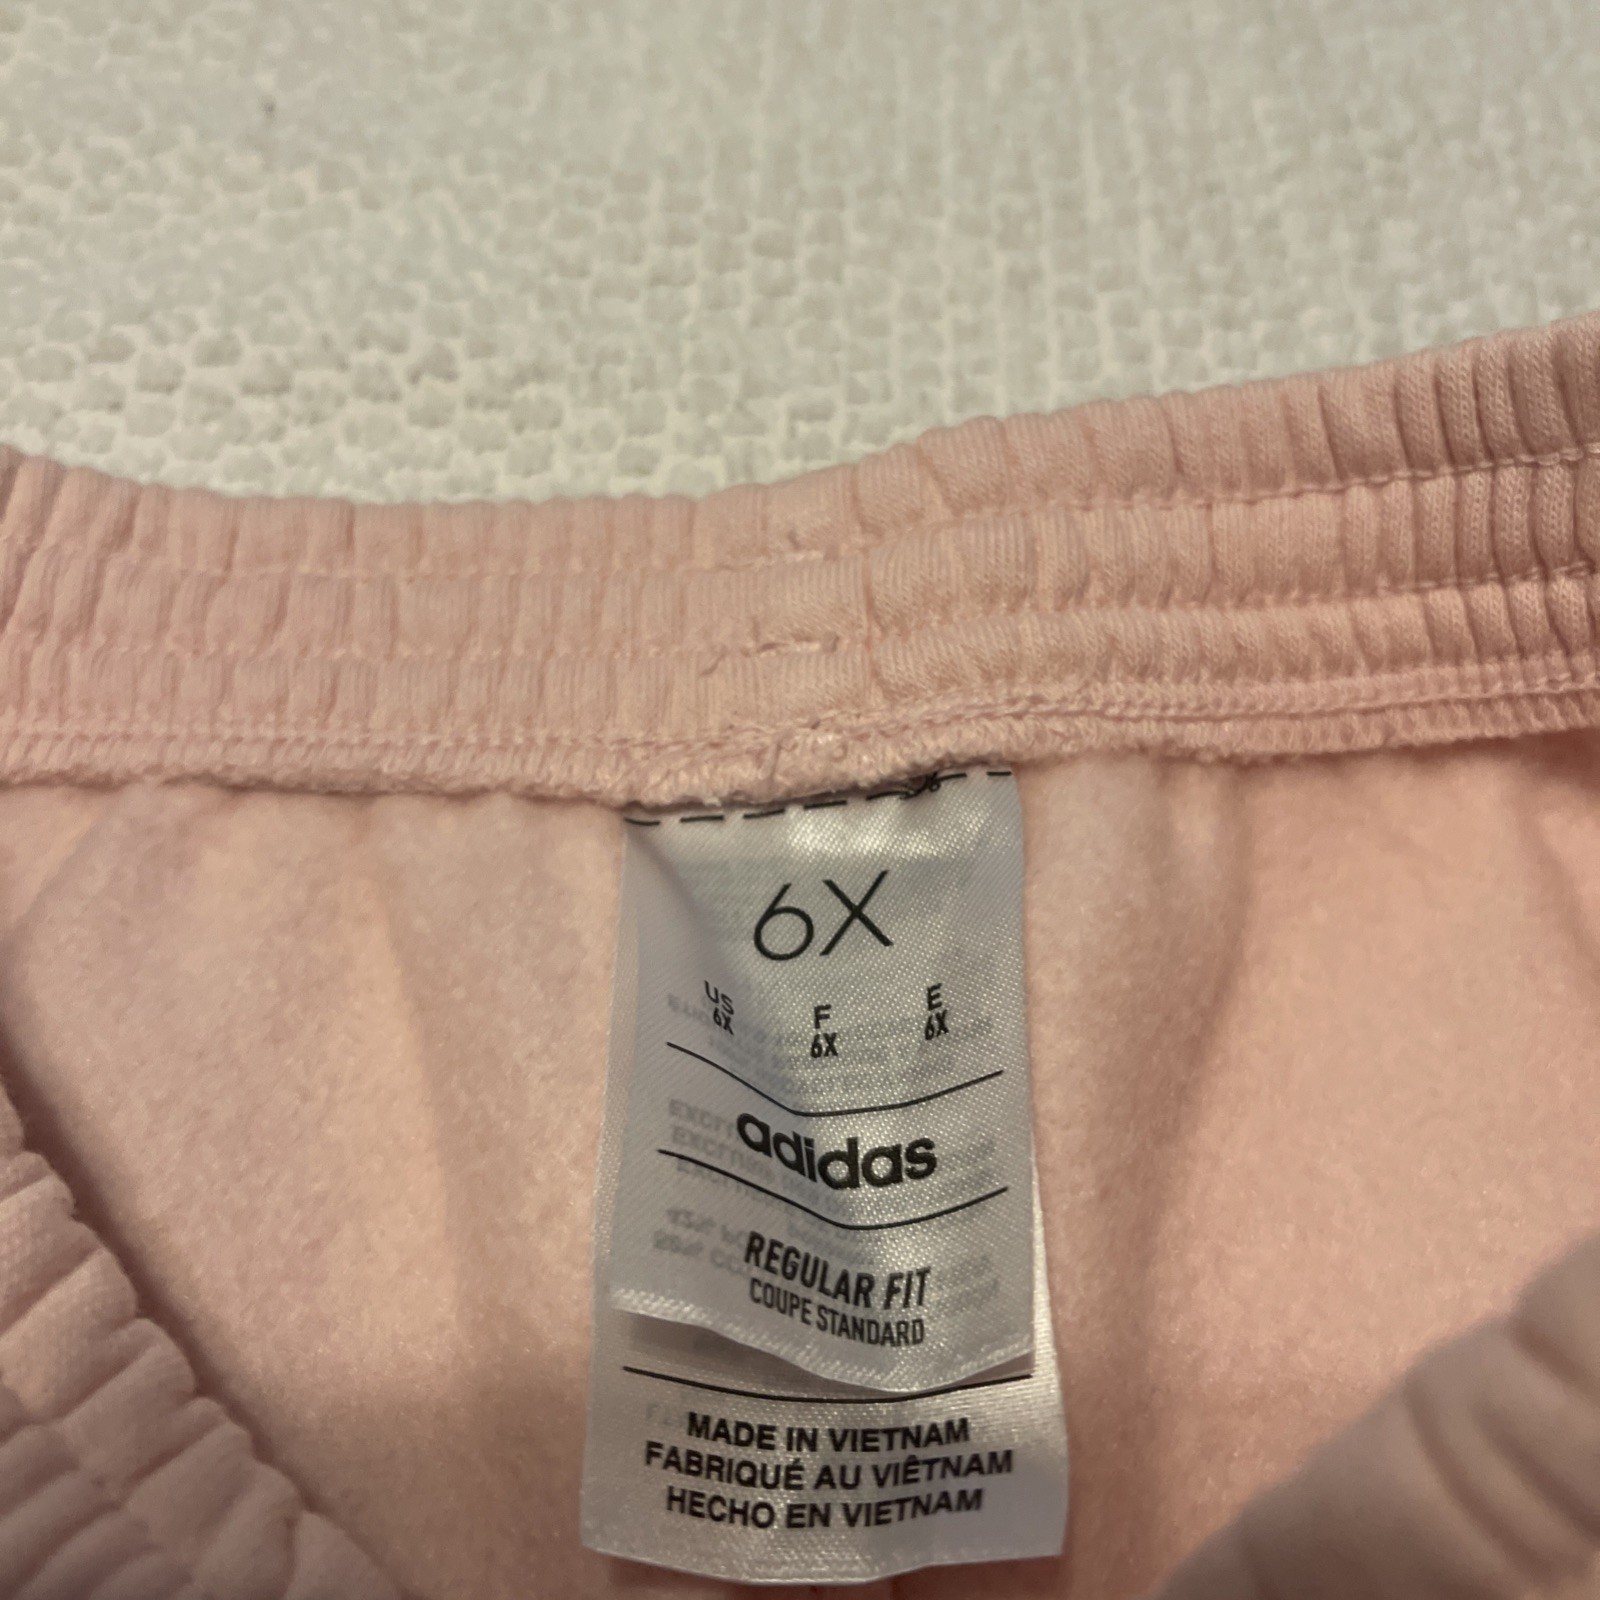 6X
US F E
6X 6X 6X
adidas
REGULAR FIT
COUPE STANDARD
MADE IN VIETNAM
FABRIQUÉ AU VIÊTNAM
HECHO EN VIETNAM